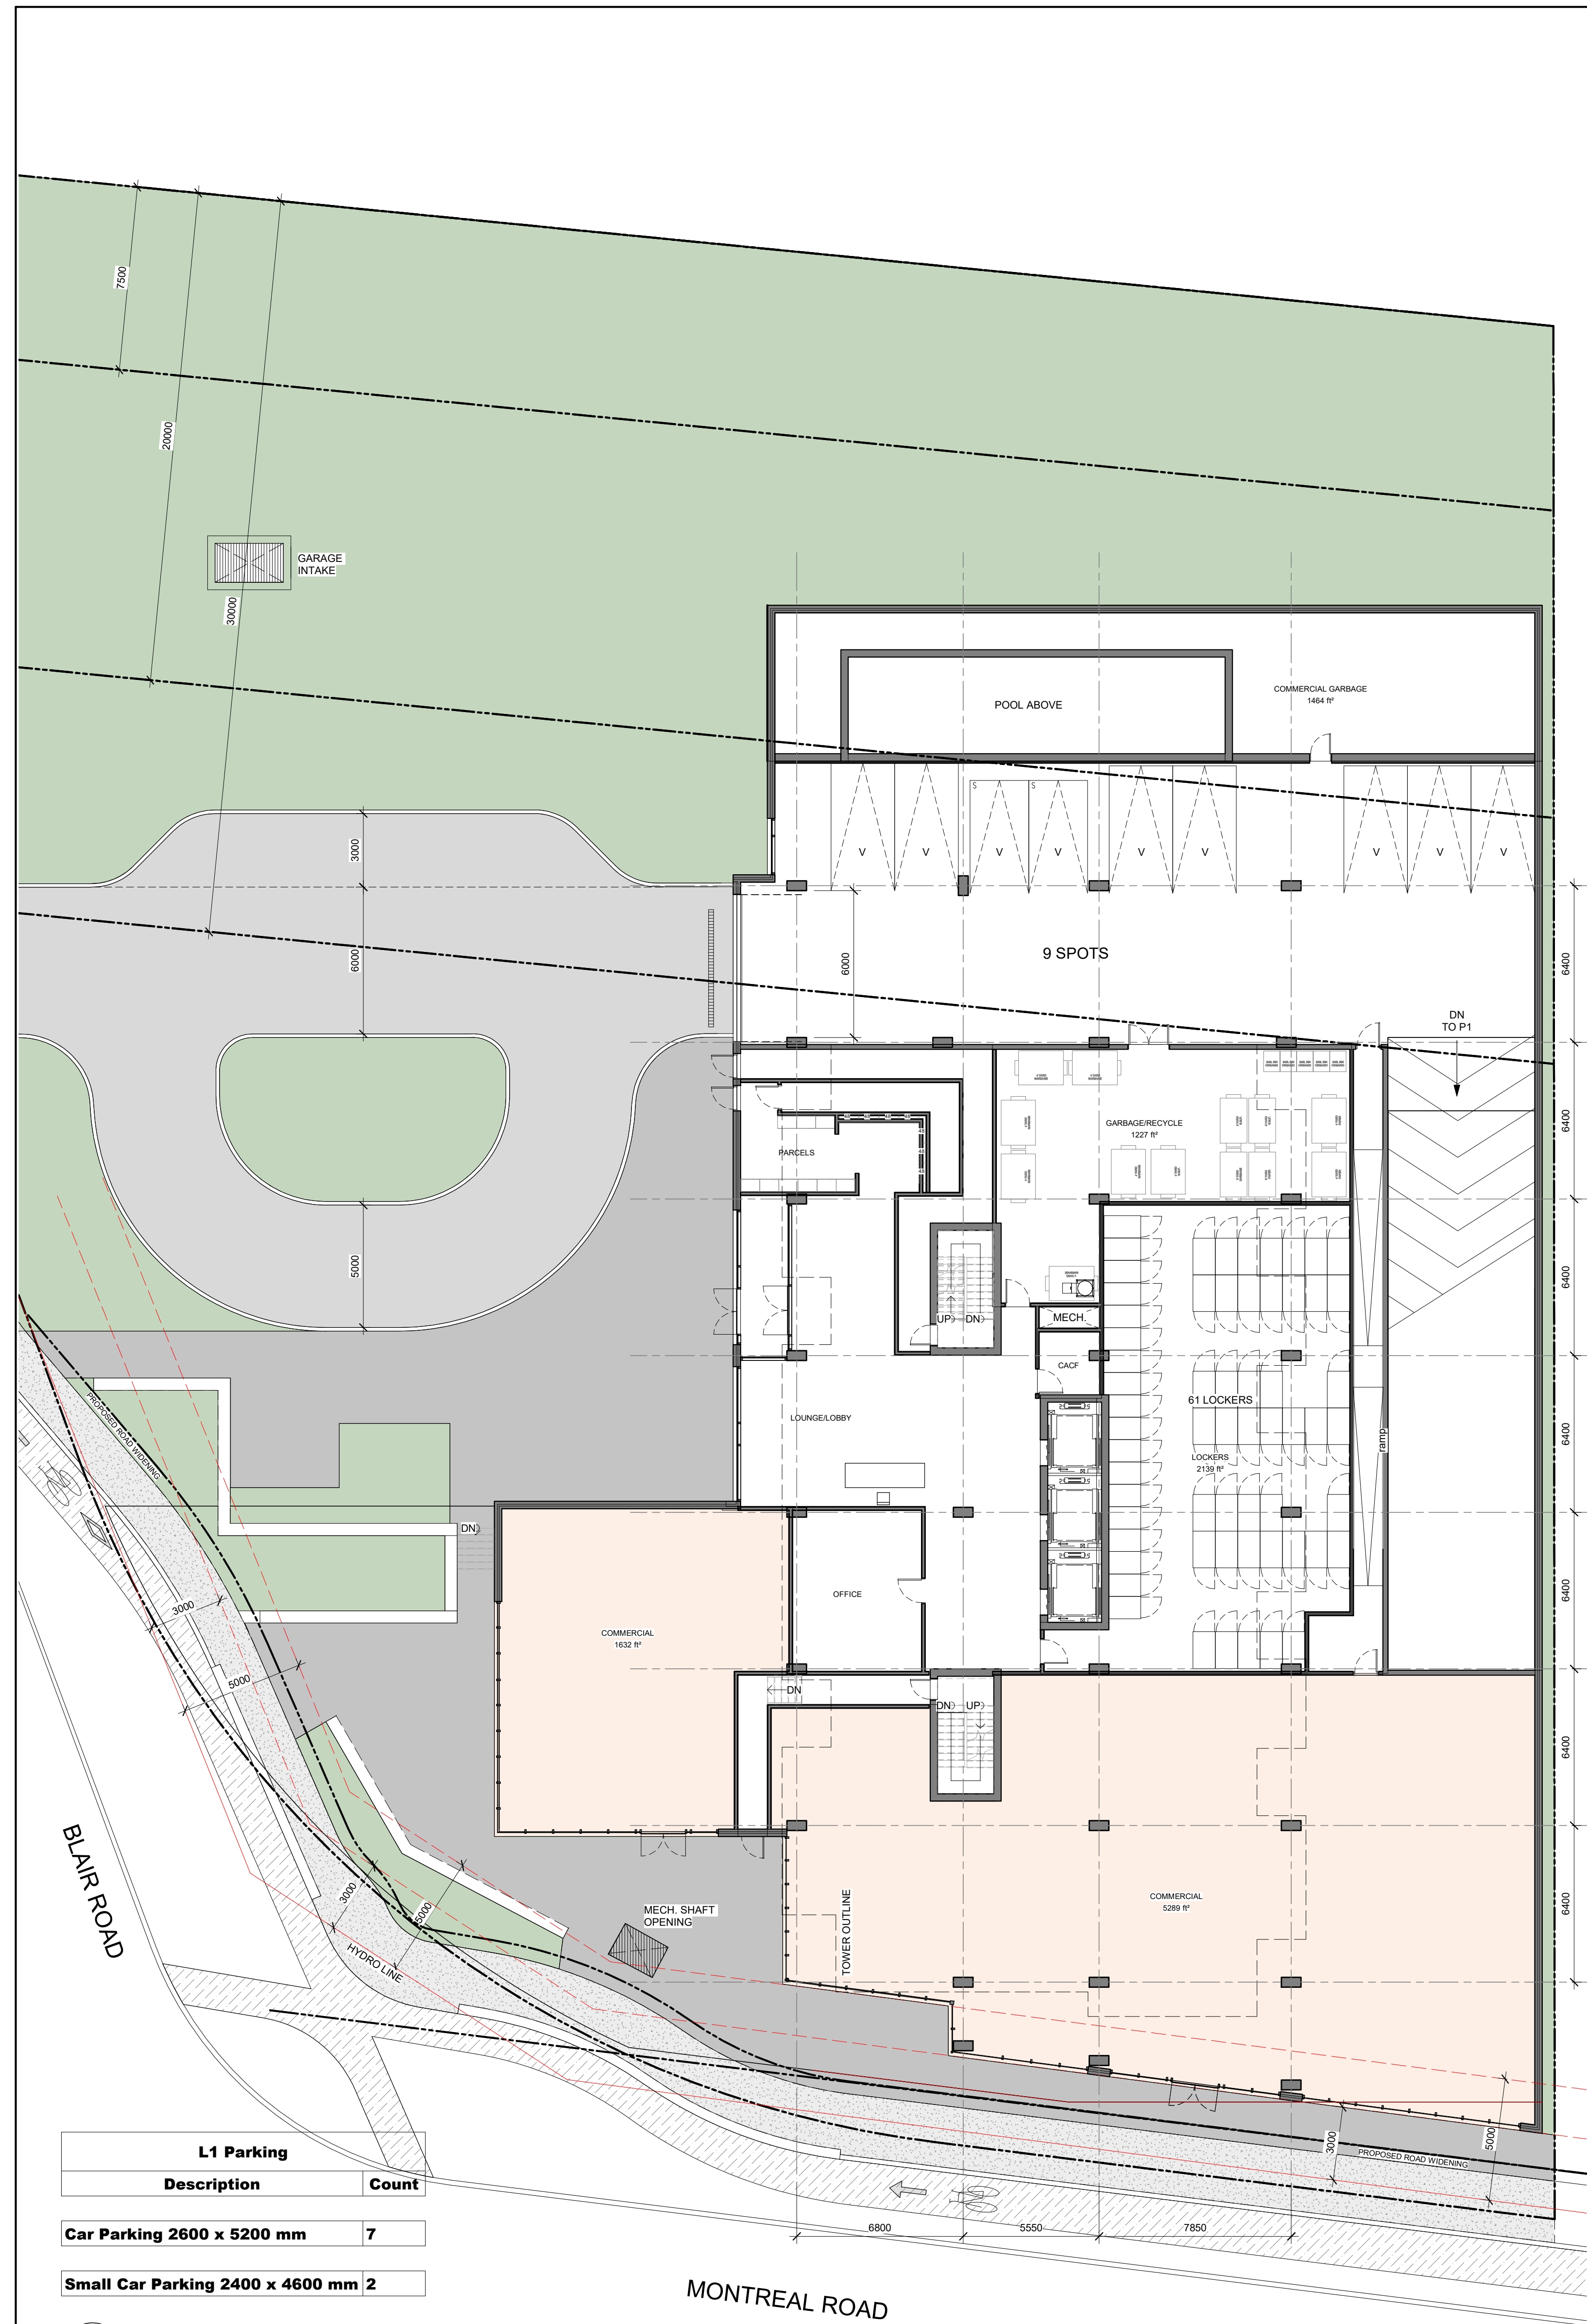 7500
20000
30000
GARAGE
INTAKE
POOL ABOVE
COMMERCIAL GARBAGE
1464 ft²
S
S
V
V
V
V
V
V
V
V
V
3000
6000
6000
9 SPOTS
6400
DN
TO P1
GARBAGE/RECYCLE
1227 ft²
6400
PARCELS
5000
UP
DN
MECH.
6400
CACF
PROPOSED ROAD WIDENING
LOUNGE/LOBBY
61 LOCKERS
LOCKERS
2139 ft²
ramp
6400
DN
3000
OFFICE
6400
COMMERCIAL
1632 ft²
5000
DN
DN
UP
6400
BLAIR ROAD
3000
5000
HYDRO LINE
MECH. SHAFT
OPENING
TOWER OUTLINE
COMMERCIAL
5289 ft²
6400
3000
5000
PROPOSED ROAD WIDENING
L1 Parking
Description Count
Car Parking 2600 x 5200 mm 7
Small Car Parking 2400 x 4600 mm 2
6800
5550
7850
MONTREAL ROAD